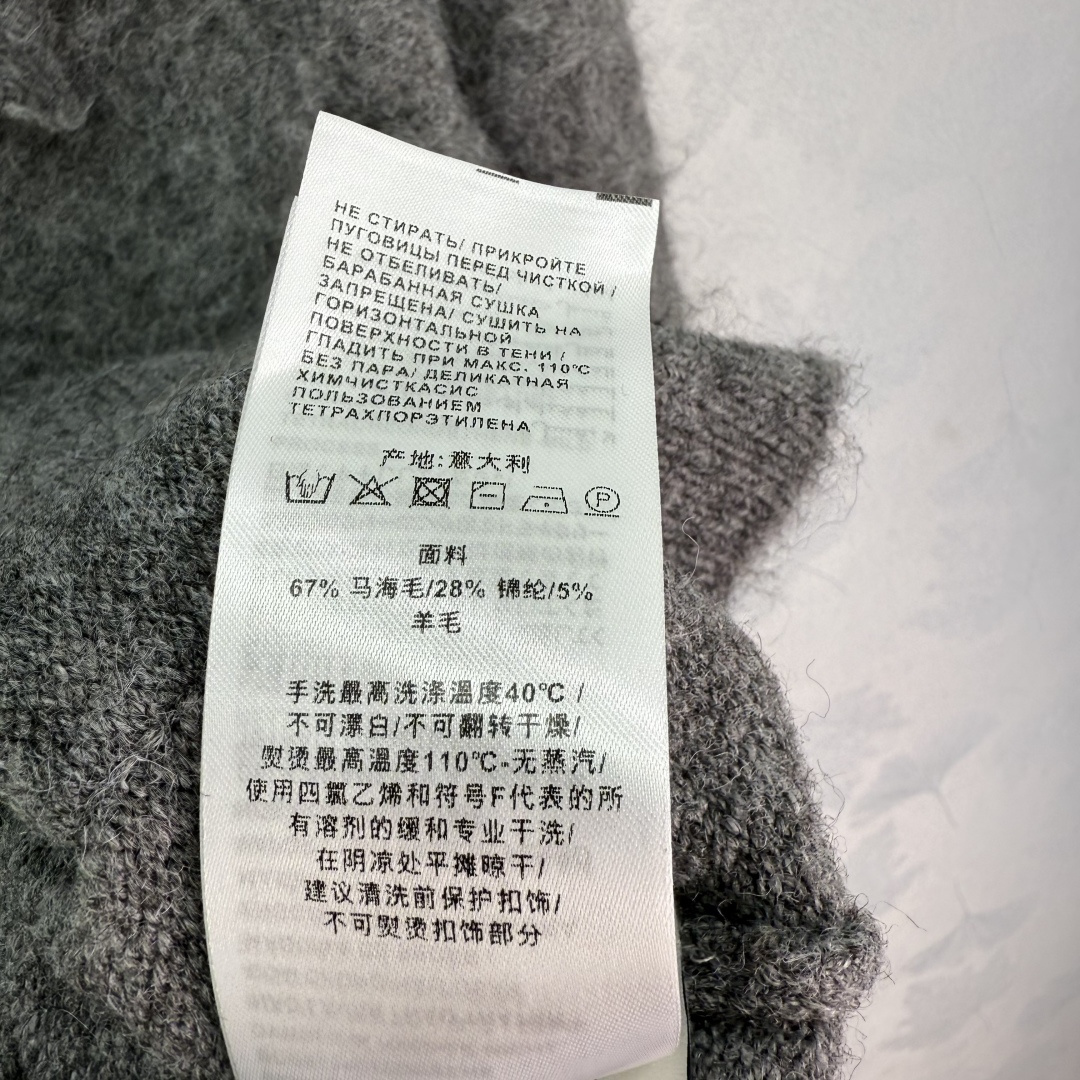 НЕ СТИРАТЬ/ ПРИКРОЙТЕ
ПУГОВИЦЫ ПЕРЕД ЧИСТКОЙ /
НЕ ОТБЕЛИВАТЬ/
БАРАБАННАЯ СУШКА
ЗАПРЕЩЕНА/ СУШИТЬ НА
ГОРИЗОНТАЛЬНОЙ
ПОВЕРХНОСТИ В ТЕНИ /
ГПАДИТЬ ПРИ МАКС. 110°C
БЕЗ ПАРА/ ДЕЛИКАТНАЯ
ХИМЧИСТКАСИС
ПОЛЬЗОВАНИЕМ
ТЕТРАХПОРЭТИЛЕНА
产地:意大利
P
面料
67% 马海毛/28% 锦纶/5%
羊毛
手洗最高洗涤温度40℃ /
不可漂白/不可翻转干燥/
熨烫最高温度110℃-无蒸汽/
使用四氯乙烯和符号F代表的所
有溶剂的缓和专业干洗/
在阴凉处平摊晾干/
建议清洗前保护扣饰/
不可熨烫扣饰部分